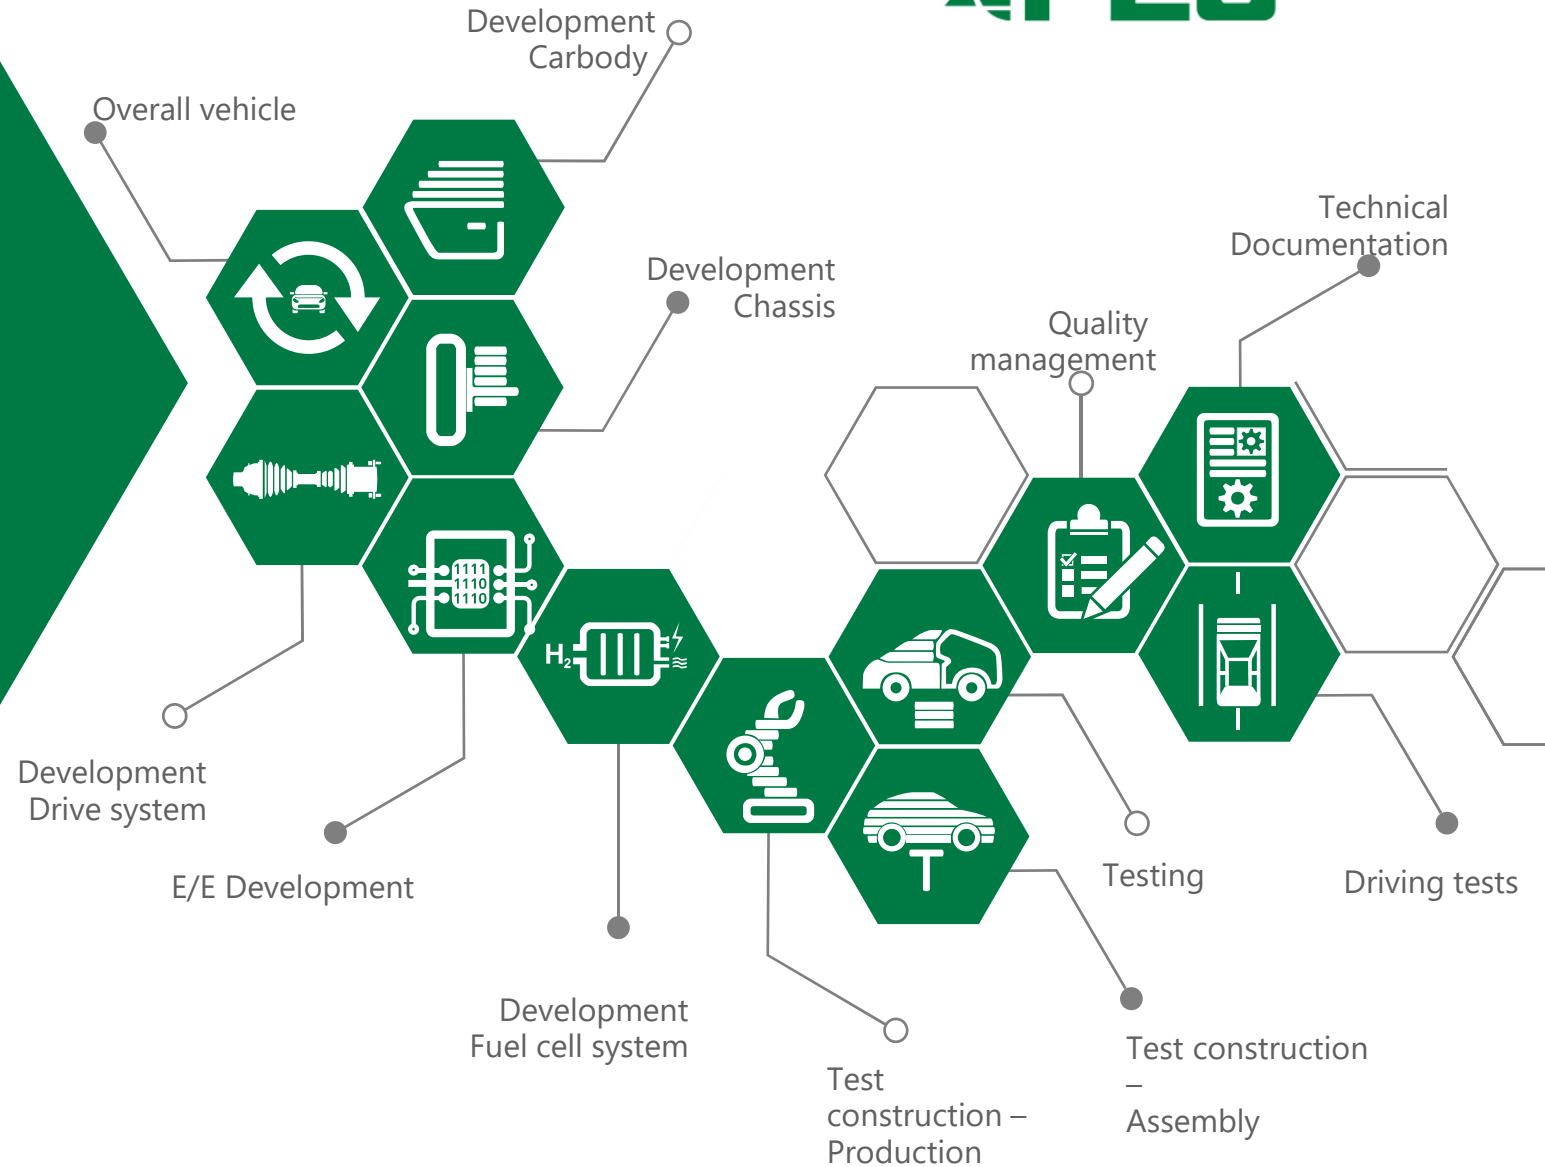 Development
Carbody
Overall vehicle
Technical
Documentation
Development
Chassis
Quality
management
1111
1110
1110
H2
Development
Drive system
E/E Development
Testing
Driving tests
Development
Fuel cell system
Test construction
–
Assembly
Test
construction –
Production